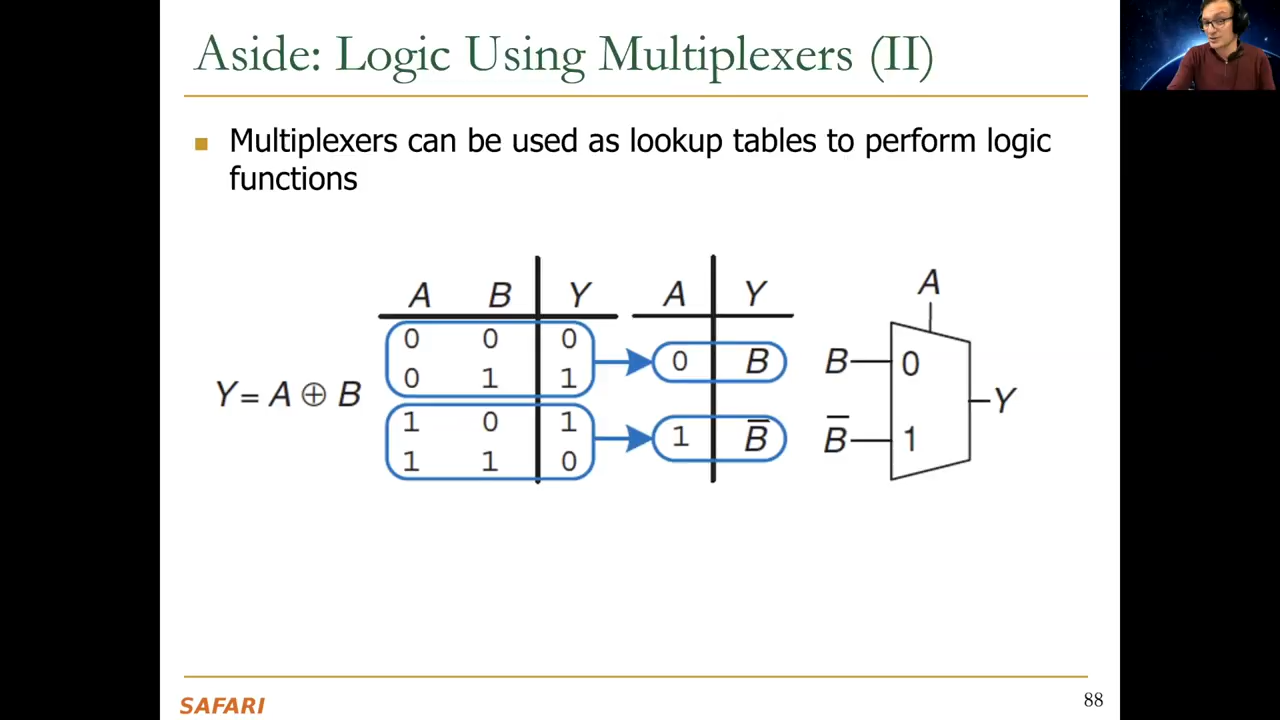 Aside: Logic Using Multiplexers (II)
■ Multiplexers can be used as lookup tables to perform logic
functions
Y = A ⊕ B
A B Y
0 0 0
0 1 1
1 0 1
1 1 0
A Y
0 B
1 B̅
A
B 0
B̅ 1
Y
SAFARI
88